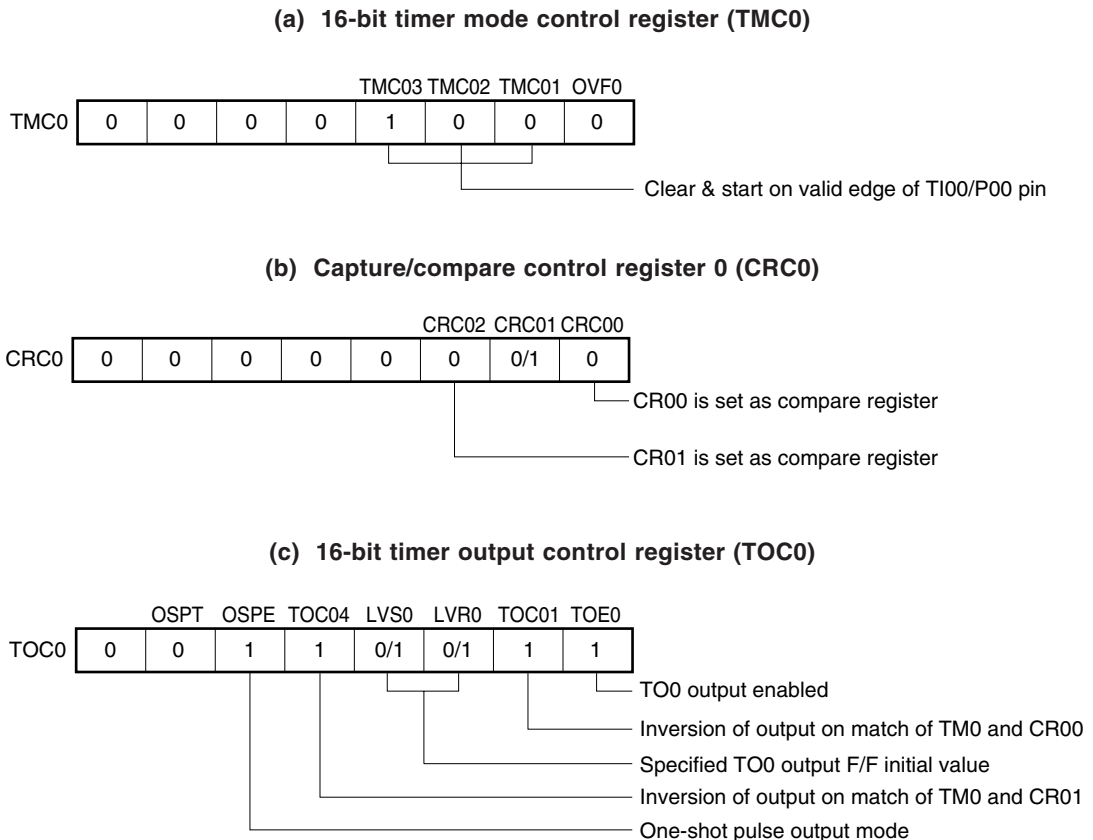 (a) 16-bit timer mode control register (TMC0)
TMC03 TMC02 TMC01 OVF0
TMC0 0 0 0 0 1 0 0 0
Clear & start on valid edge of TI00/P00 pin
(b) Capture/compare control register 0 (CRC0)
CRC02 CRC01 CRC00
CRC0 0 0 0 0 0 0 0/1 0
CR00 is set as compare register
CR01 is set as compare register
(c) 16-bit timer output control register (TOC0)
OSPT OSPE TOC04 LVS0 LVR0 TOC01 TOE0
TOC0 0 0 1 1 0/1 0/1 1 1
TO0 output enabled
Inversion of output on match of TM0 and CR00
Specified TO0 output F/F initial value
Inversion of output on match of TM0 and CR01
One-shot pulse output mode